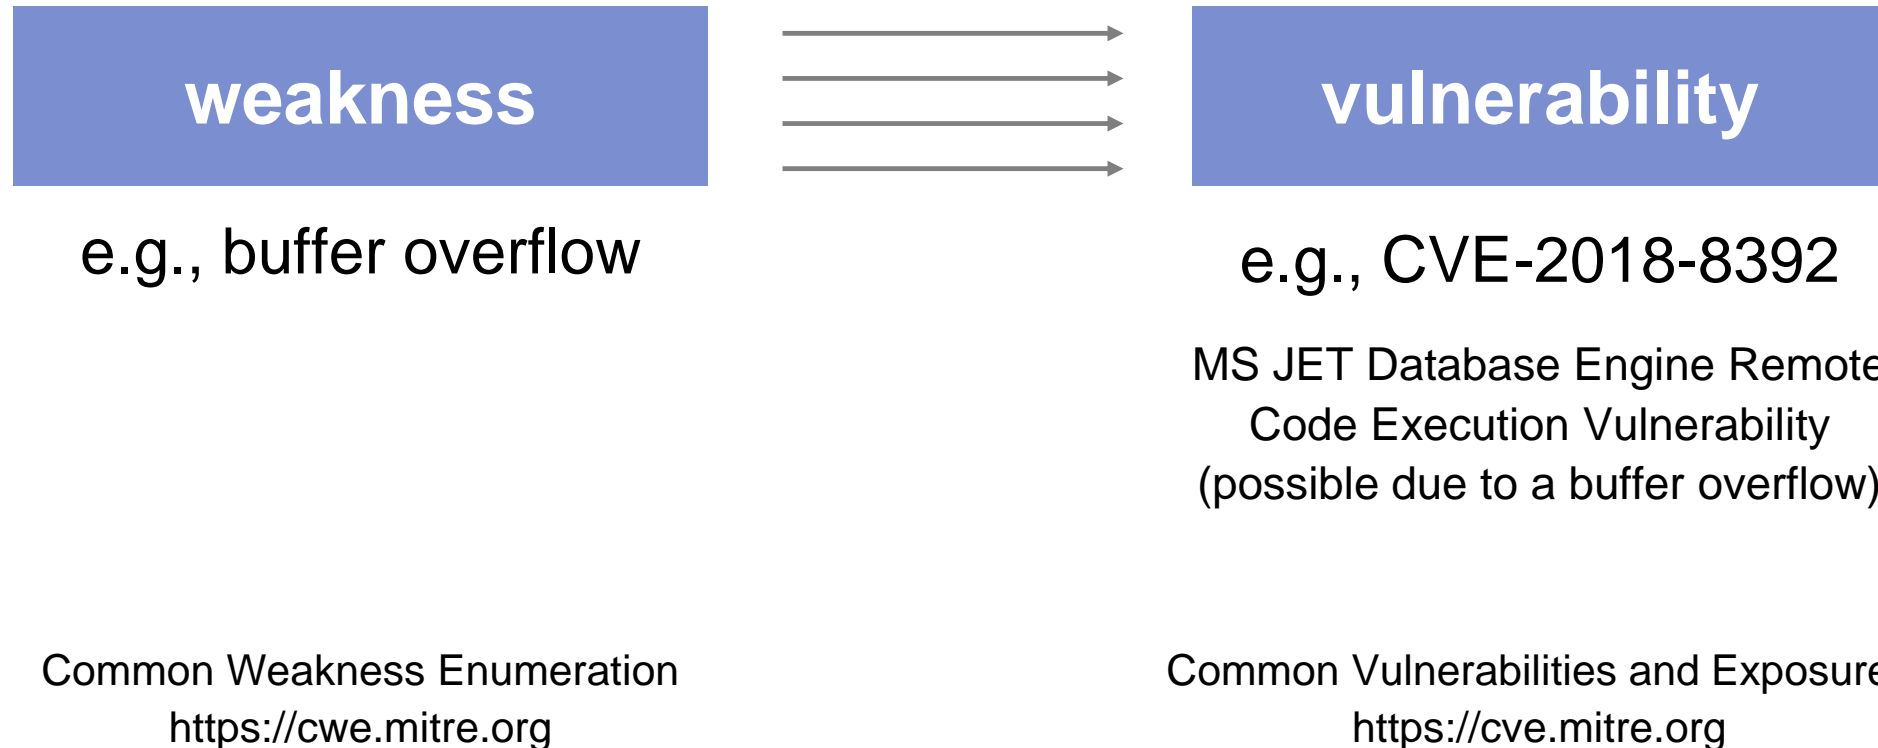 weakness
vulnerability
e.g., buffer overflow
e.g., CVE-2018-8392
MS JET Database Engine Remote
Code Execution Vulnerability
(possible due to a buffer overflow)
Common Weakness Enumeration
https://cwe.mitre.org
Common Vulnerabilities and Exposure
https://cve.mitre.org